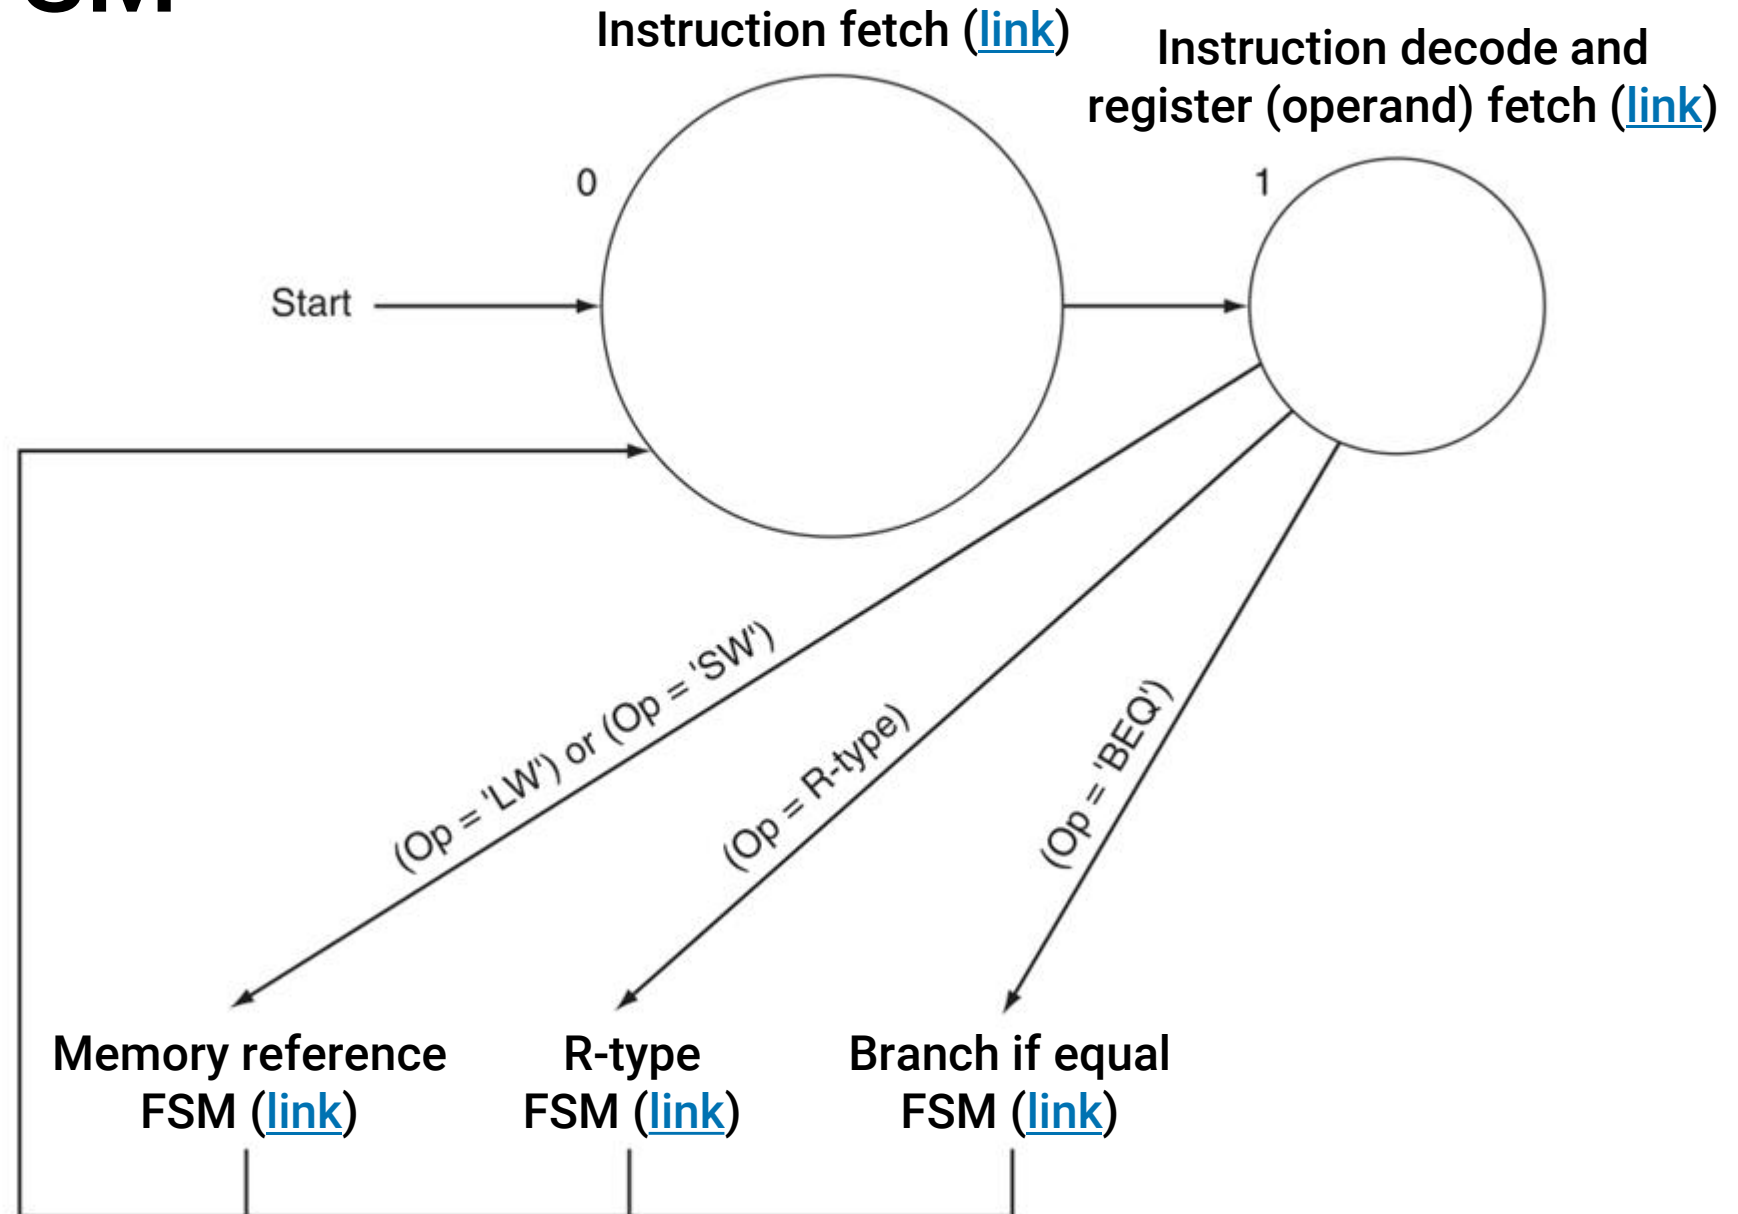 Instruction fetch (link)
Instruction decode and
register (operand) fetch (link)
0
1
Start
(Op = 'LW') or (Op = 'SW')
(Op = R-type)
(Op = 'BEQ')
Memory reference
FSM (link)
R-type
FSM (link)
Branch if equal
FSM (link)